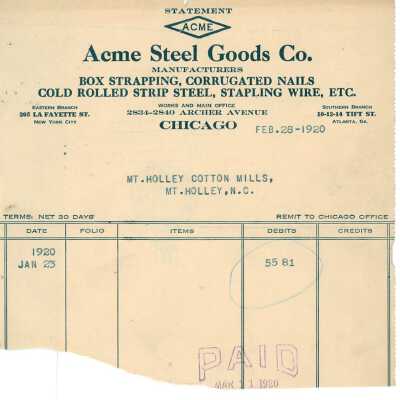 STATEMENT
ACME
Acme Steel Goods Co.
MANUFACTURERS
BOX STRAPPING, CORRUGATED NAILS
COLD ROLLED STRIP STEEL, STAPLING WIRE, ETC.
EASTERN BRANCH
295 LA FAYETTE ST.
NEW YORK CITY
WORKS AND MAIN OFFICE
2834-2840 ARCHER AVENUE
CHICAGO
SOUTHERN BRANCH
10-12-14 TIFT ST.
ATLANTA, GA.
FEB.28-1920
MT.HOLLEY COTTON MILLS,
MT.HOLLEY,N.C.
TERMS: NET 30 DAYS REMIT TO CHICAGO OFFICE
DATE FOLIO ITEMS DEBITS CREDITS
1920
JAN 23 55 81
PAID
MAR 11 1920